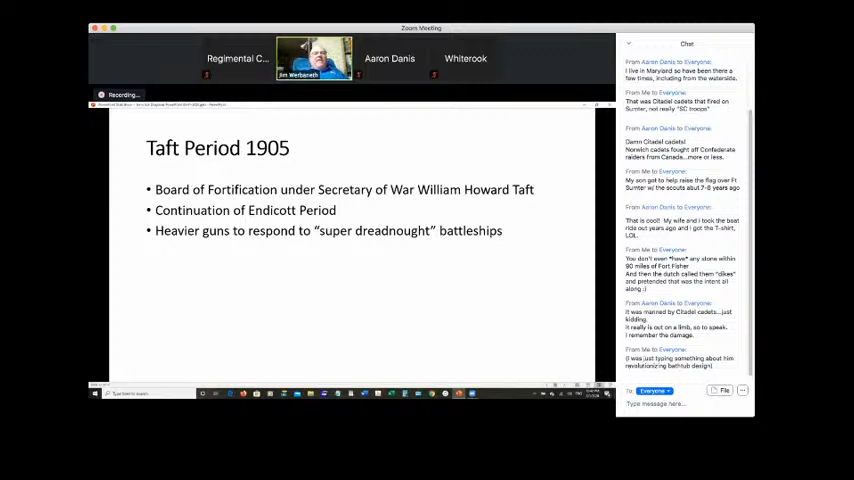 Zoom Meeting
Regimental C...
Jim Werbaneth
Aaron Danis
Whiterook
Recording...
Taft Period 1905
• Board of Fortification under Secretary of War William Howard Taft
• Continuation of Endicott Period
• Heavier guns to respond to “super dreadnought” battleships
Type here to search
Chat
From Aaron Danis to Everyone:
I live in Maryland so have been there a
few times, including from the waterside.
From Me to Everyone:
That was Citadel cadets that fired on
Sumter, not really "SC troops"
From Aaron Danis to Everyone:
Damn Citadel cadets!
Norwich cadets fought off Confederate
raiders from Canada...more or less.
From Me to Everyone:
My son got to help raise the flag over Ft
Sumter w/ the scouts abut 7-8 years ago
From Aaron Danis to Everyone:
That is cool! My wife and I took the boat
ride out years ago and I got the T-shirt,
LOL.
From Me to Everyone:
You don't even *have* any stone within
90 miles of Fort Fisher
And then the dutch called them "dikes"
and pretended that was the intent all
along :)
From Aaron Danis to Everyone:
It was manned by Citadel cadets...just
kidding.
It really is out on a limb, so to speak.
I remember the damage.
From Me to Everyone:
(I was just typing something about him
revolutionizing bathtub design)
To: Everyone
File
Type message here...